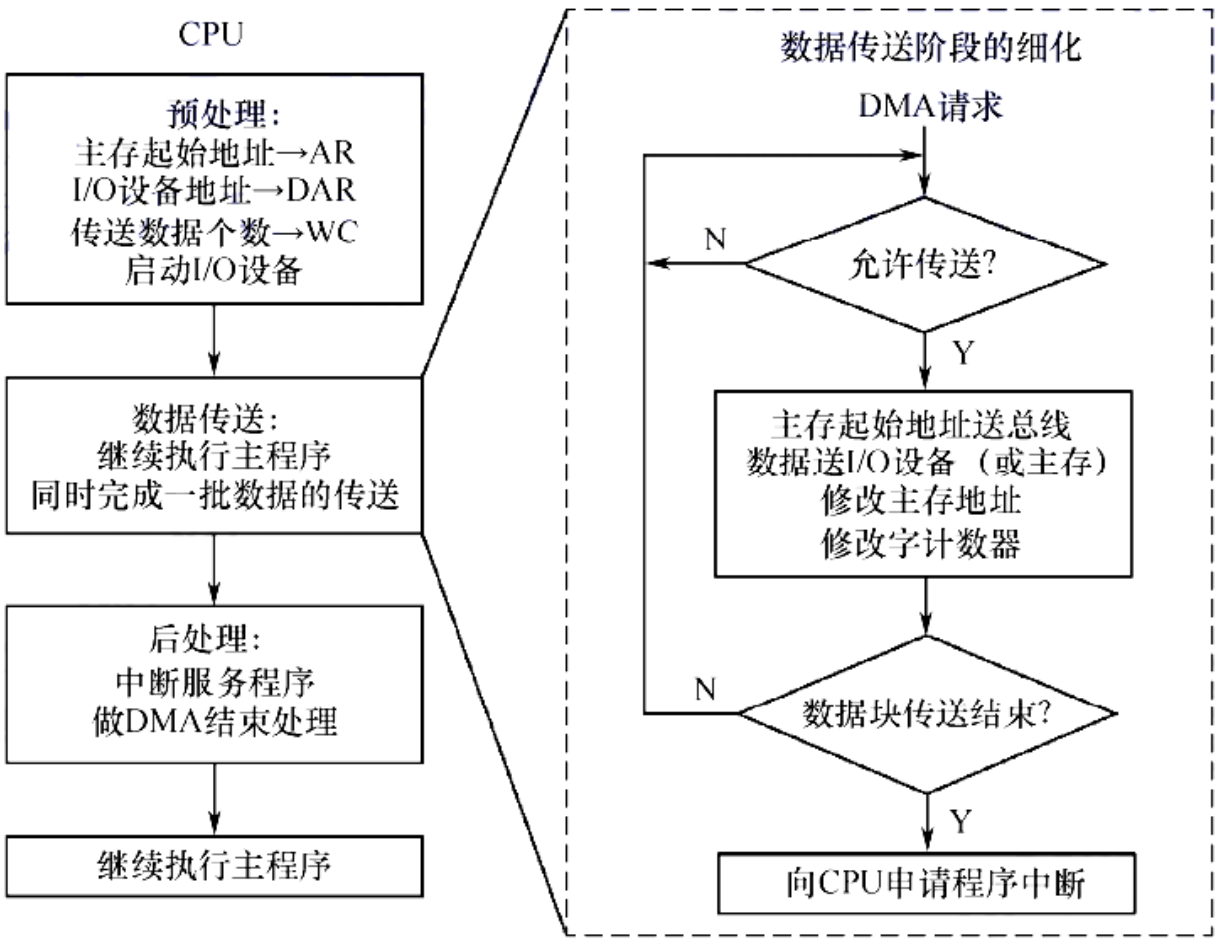 CPU
预处理：
主存起始地址→AR
I/O设备地址→DAR
传送数据个数→WC
启动I/O设备
数据传送：
继续执行主程序
同时完成一批数据的传送
后处理：
中断服务程序
做DMA结束处理
继续执行主程序
数据传送阶段的细化
DMA请求
允许传送?
N
Y
主存起始地址送总线
数据送I/O设备（或主存）
修改主存地址
修改字计数器
数据块传送结束?
N
Y
向CPU申请程序中断